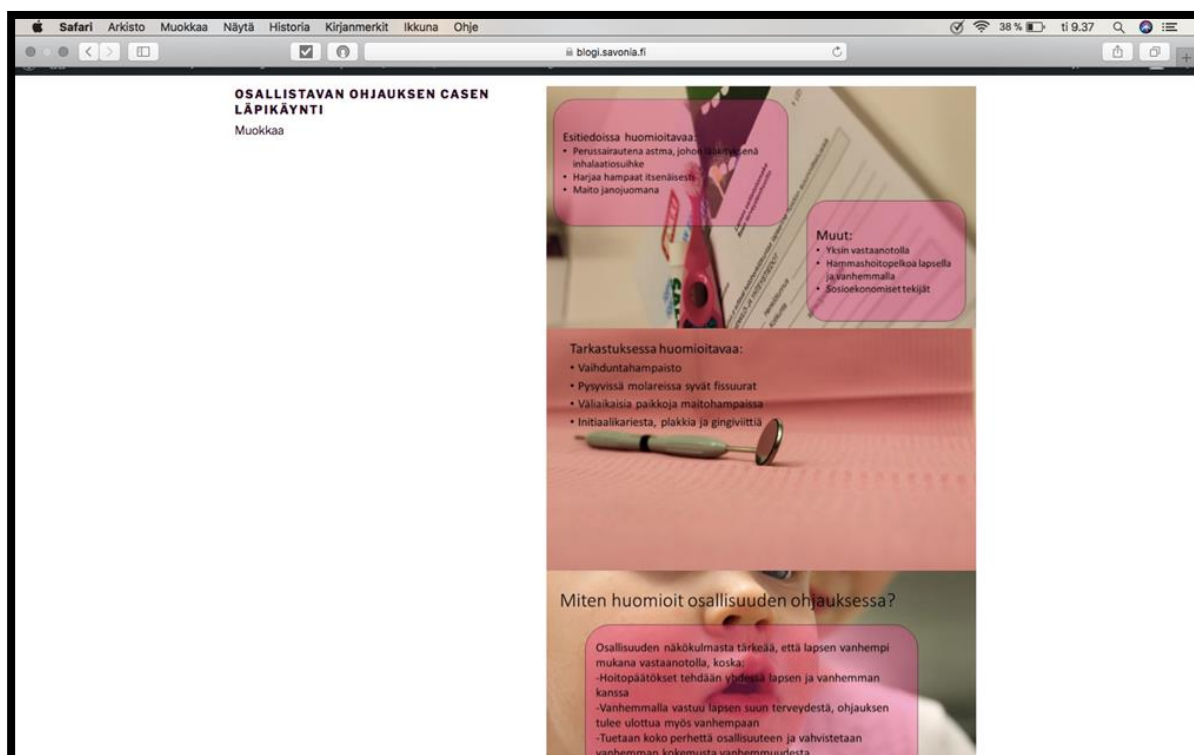 Safari Arkisto Muokkaa Näytä Historia Kirjanmerkit Ikkuna Ohje 38 % ti 9.37
blogi.savonia.fi
OSALLISTAVAN OHJAUKSEN CASEN
LÄPIKÄYNTI
Muokkaa
Esitiedoissa huomioitavaa:
• Perussairautena astma, johon lääkityksenä
inhalaatiosuihke
• Harjaa hampaat itsenäisesti
• Maito janojuomana
Muut:
• Yksin vastaanotolla
• Hammashoitopelkoa lapsella
ja vanhemmalla
• Sosioekonomiset tekijät
Tarkastuksessa huomioitavaa:
• Vaihduntahampaisto
• Pysyvissä molareissa syvät fissuurat
• Väliaikaisia paikkoja maitohampaissa
• Initiaalikariesta, plakkia ja gingiviittiä
Miten huomioit osallisuuden ohjauksessa?
Osallisuuden näkökulmasta tärkeää, että lapsen vanhempi
mukana vastaanotolla, koska:
-Hoitopäätökset tehdään yhdessä lapsen ja vanhemman
kanssa
-Vanhemmalla vastuu lapsen suun terveydestä, ohjauksen
tulee ulottua myös vanhempaan
-Tuetaan koko perhettä osallisuuteen ja vahvistetaan
vanhemman kokemusta vanhemmuudesta